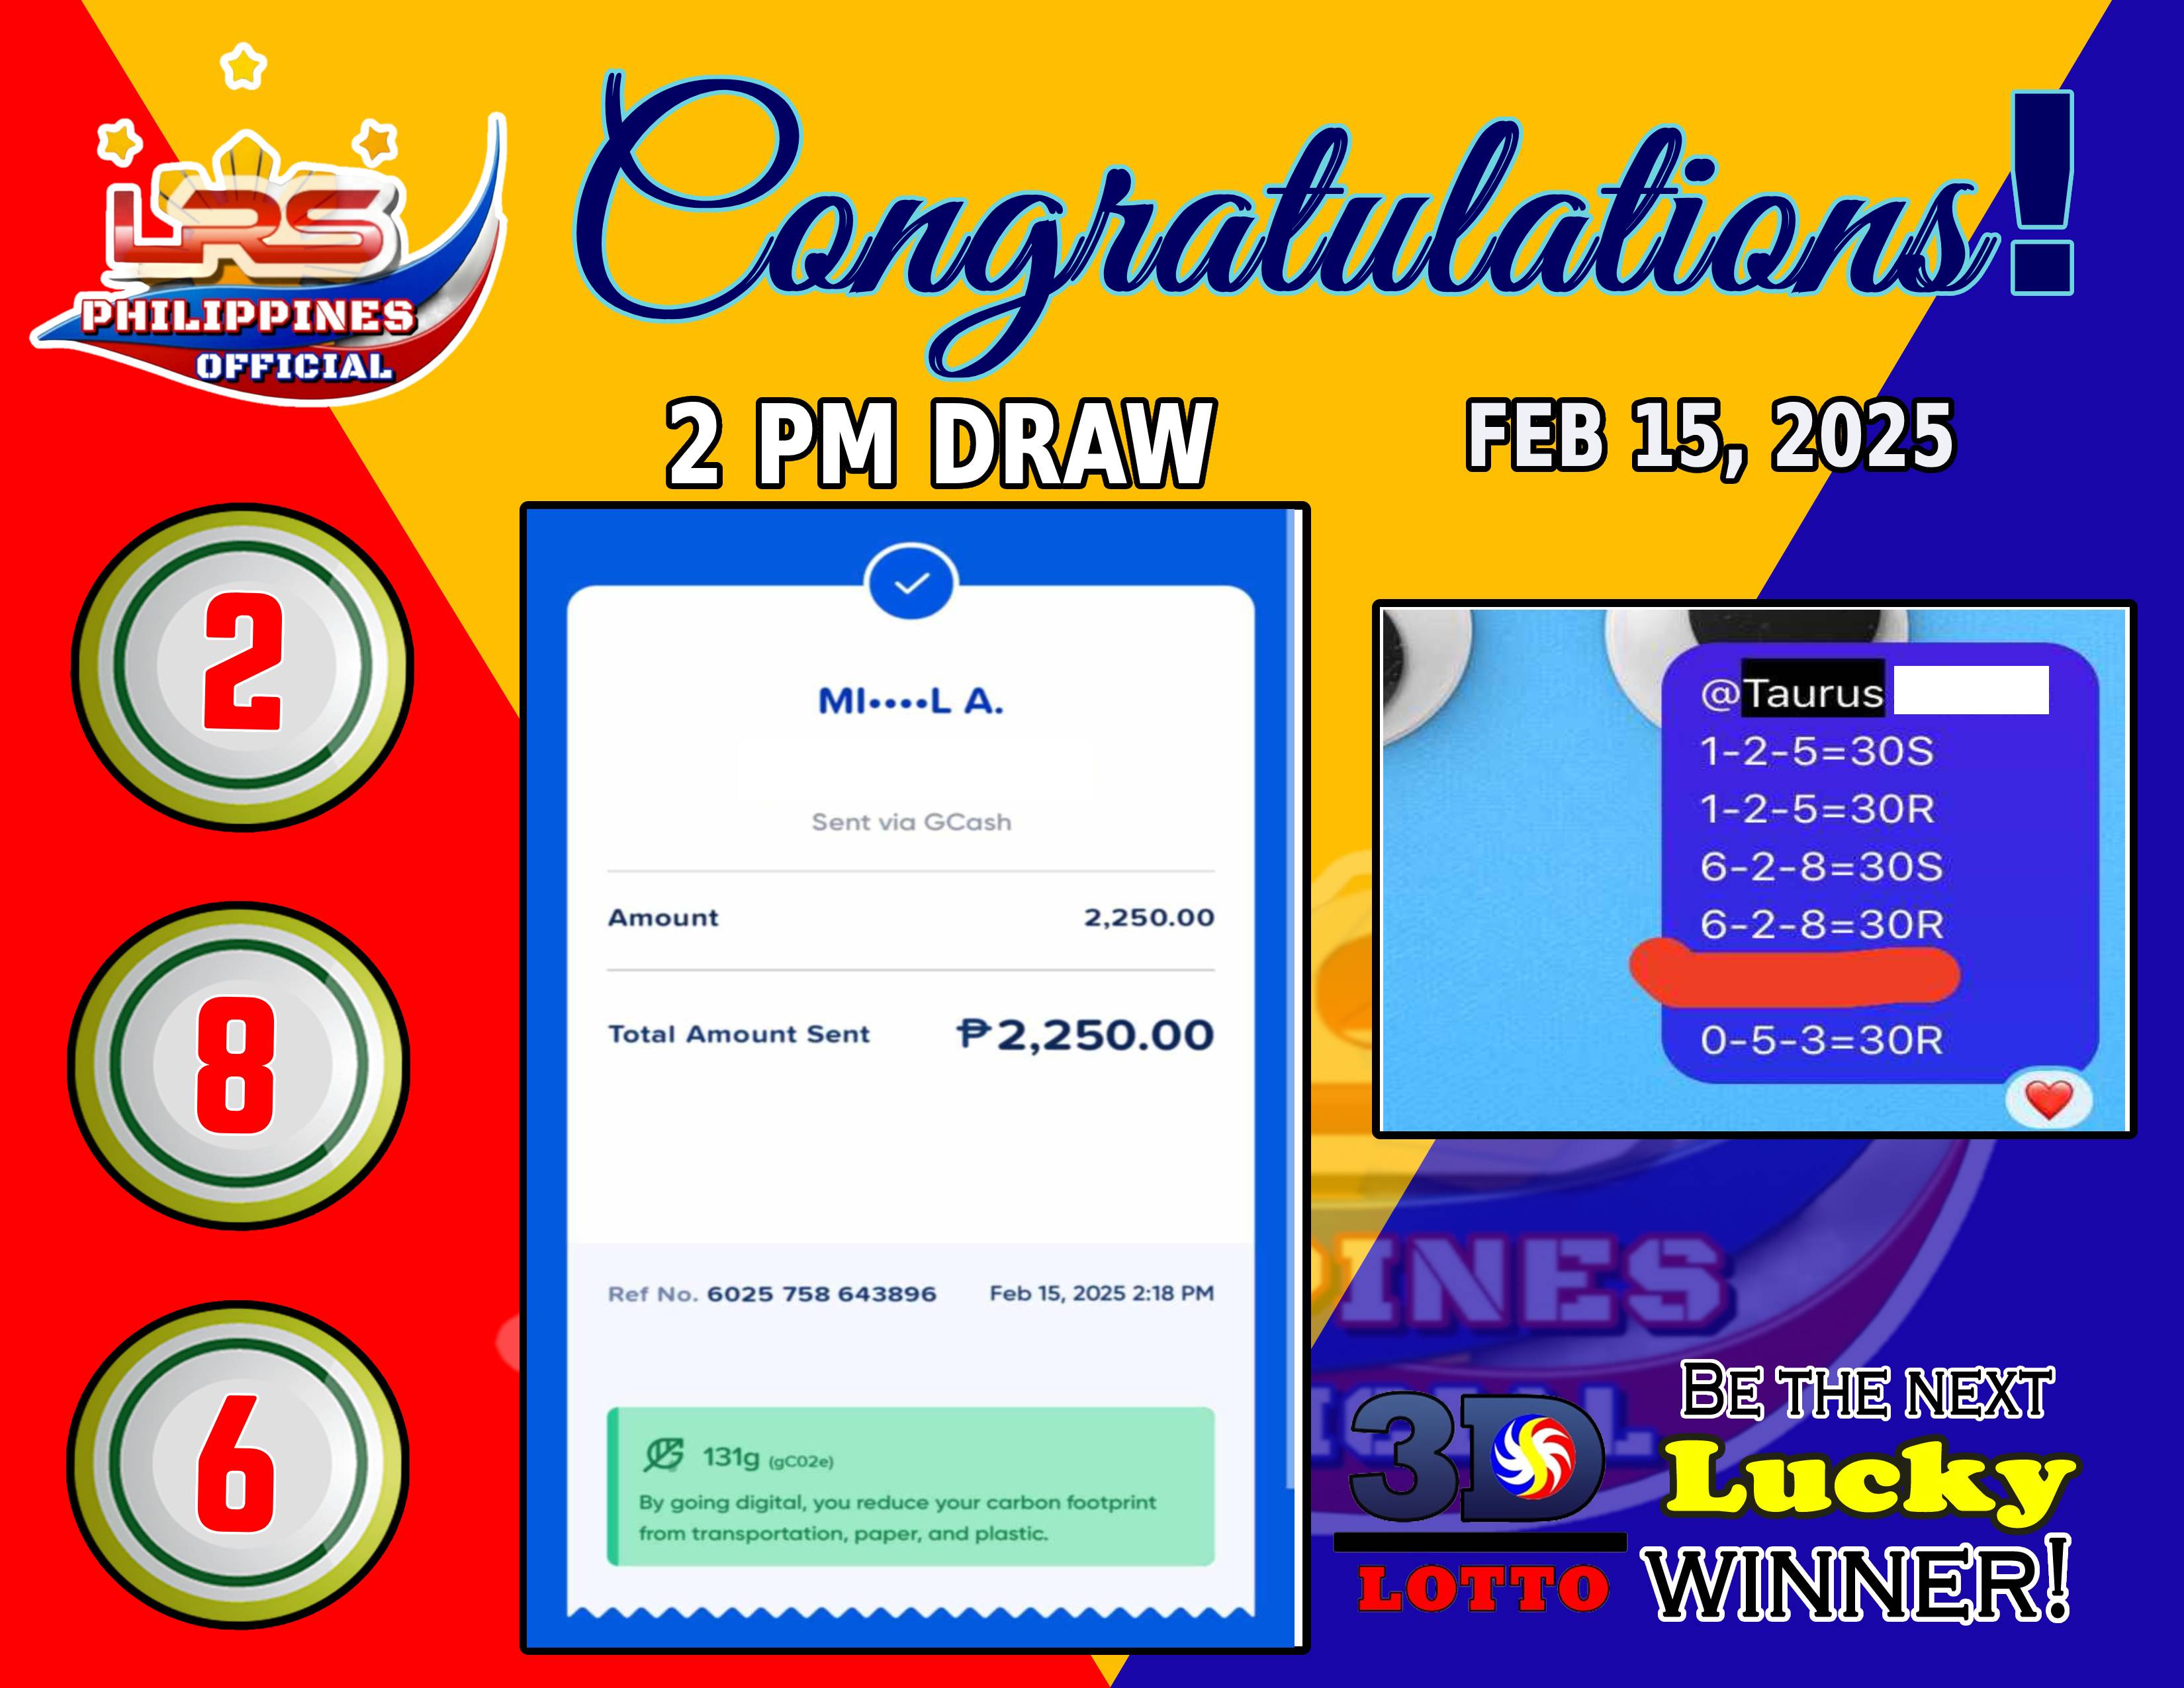 LRS
PHILIPPINES
OFFICIAL
Congratulations!
2 PM DRAW
FEB 15, 2025
2
8
6
MI••••L A.
Sent via GCash
Amount 2,250.00
Total Amount Sent ₱2,250.00
Ref No. 6025 758 643896 Feb 15, 2025 2:18 PM
131g (gC02e)
By going digital, you reduce your carbon footprint
from transportation, paper, and plastic.
@Taurus
1-2-5=30S
1-2-5=30R
6-2-8=30S
6-2-8=30R
0-5-3=30R
PINES
ICIAL
3D
LOTTO
BE THE NEXT
Lucky
WINNER!